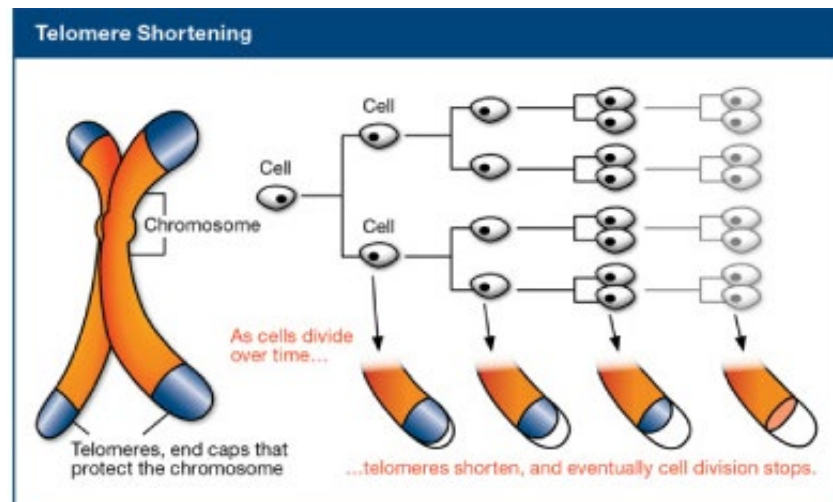 Telomere Shortening
Cell
Cell
Chromosome
Cell
As cells divide
over time...
Telomeres, end caps that
protect the chromosome
...telomeres shorten, and eventually cell division stops.